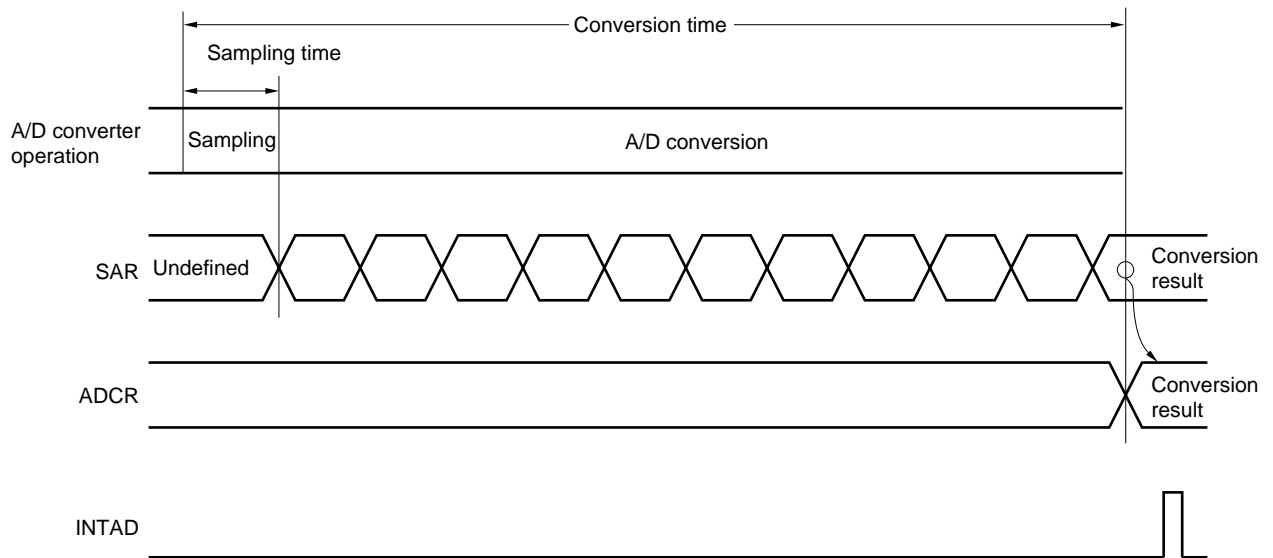 Conversion time
Sampling time
A/D converter
operation
Sampling
A/D conversion
SAR
Undefined
Conversion
result
ADCR
Conversion
result
INTAD